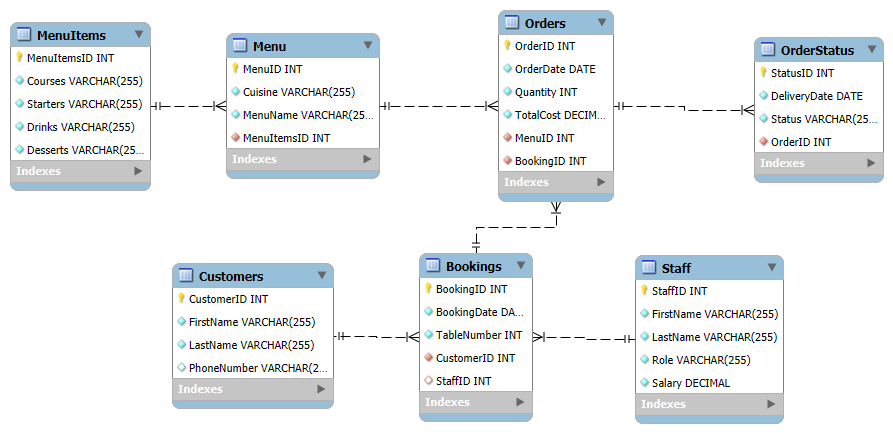 MenuItems
MenuItemsID INT
Courses VARCHAR(255)
Starters VARCHAR(255)
Drinks VARCHAR(255)
Desserts VARCHAR(25...
Indexes
Menu
MenuID INT
Cuisine VARCHAR(255)
MenuName VARCHAR(25...
MenuItemsID INT
Indexes
Orders
OrderID INT
OrderDate DATE
Quantity INT
TotalCost DECIM...
MenuID INT
BookingID INT
Indexes
OrderStatus
StatusID INT
DeliveryDate DATE
Status VARCHAR(25...
OrderID INT
Indexes
Customers
CustomerID INT
FirstName VARCHAR(255)
LastName VARCHAR(255)
PhoneNumber VARCHAR(2...
Indexes
Bookings
BookingID INT
BookingDate DA...
TableNumber INT
CustomerID INT
StaffID INT
Indexes
Staff
StaffID INT
FirstName VARCHAR(255)
LastName VARCHAR(255)
Role VARCHAR(255)
Salary DECIMAL
Indexes